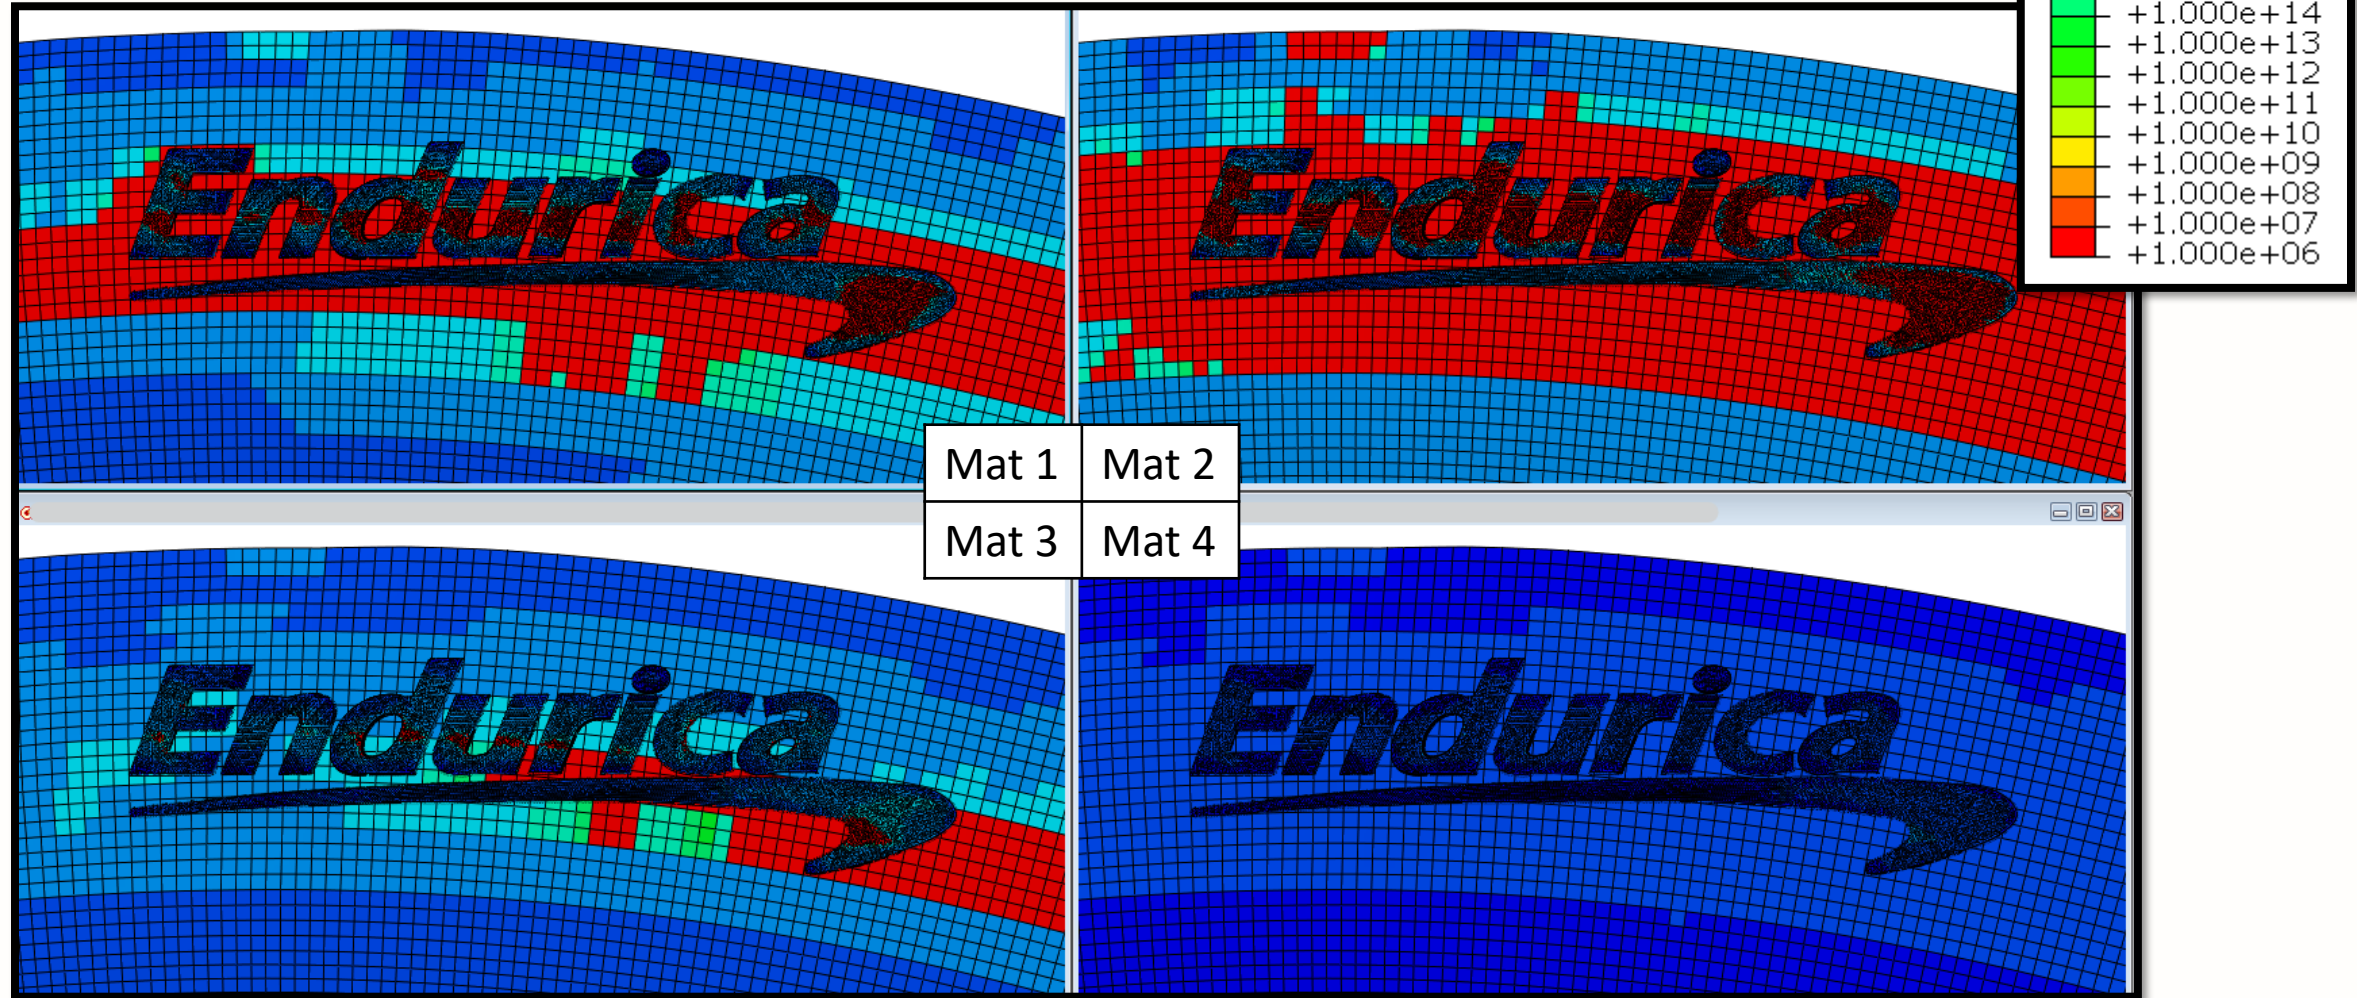 +1.000e+14
+1.000e+13
+1.000e+12
+1.000e+11
+1.000e+10
+1.000e+09
+1.000e+08
+1.000e+07
+1.000e+06
Endurica
Endurica
Mat 1
Mat 2
Mat 3
Mat 4
Endurica
Endurica